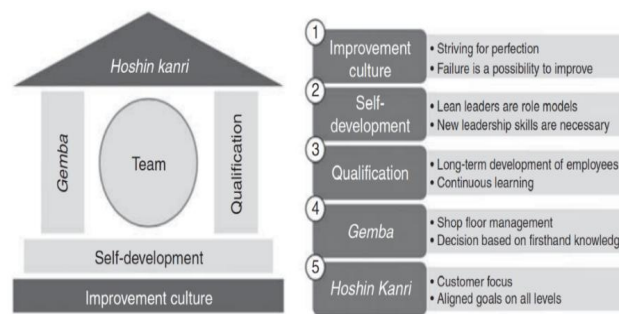 Hoshin kanri
Gemba
Team
Qualification
Self-development
Improvement culture
1
Improvement
culture
• Striving for perfection
• Failure is a possibility to improve
2
Self-
development
• Lean leaders are role models
• New leadership skills are necessary
3
Qualification
• Long-term development of employees
• Continuous learning
4
Gemba
• Shop floor management
• Decision based on firsthand knowledg
5
Hoshin Kanri
• Customer focus
• Aligned goals on all levels